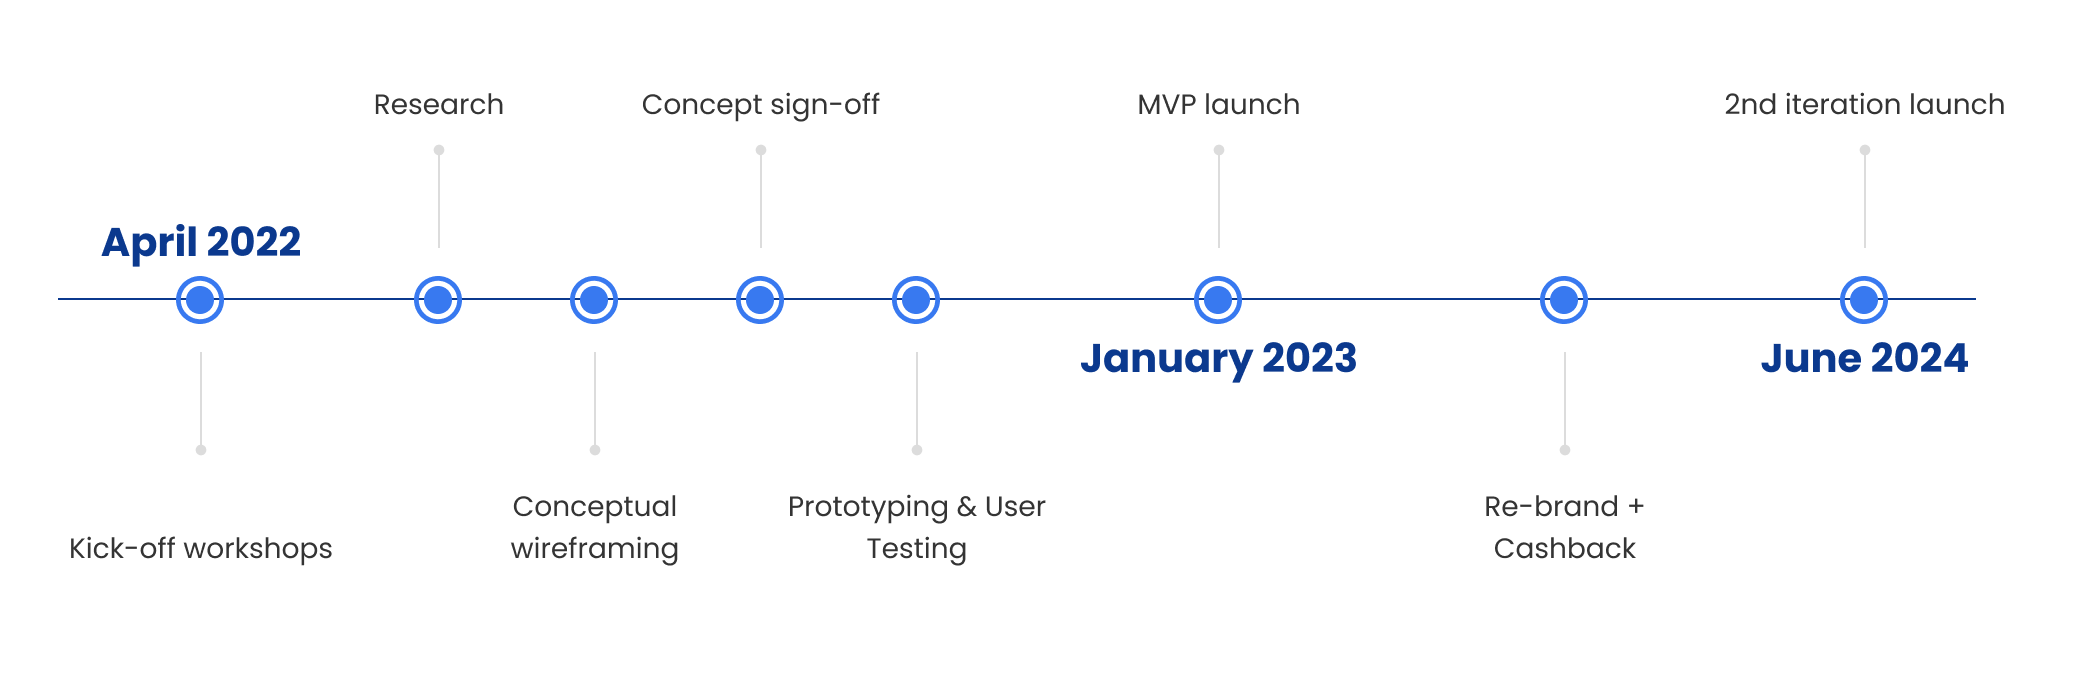 Research
Concept sign-off
MVP launch
2nd iteration launch
April 2022
January 2023
June 2024
Kick-off workshops
Conceptual
wireframing
Prototyping & User
Testing
Re-brand +
Cashback